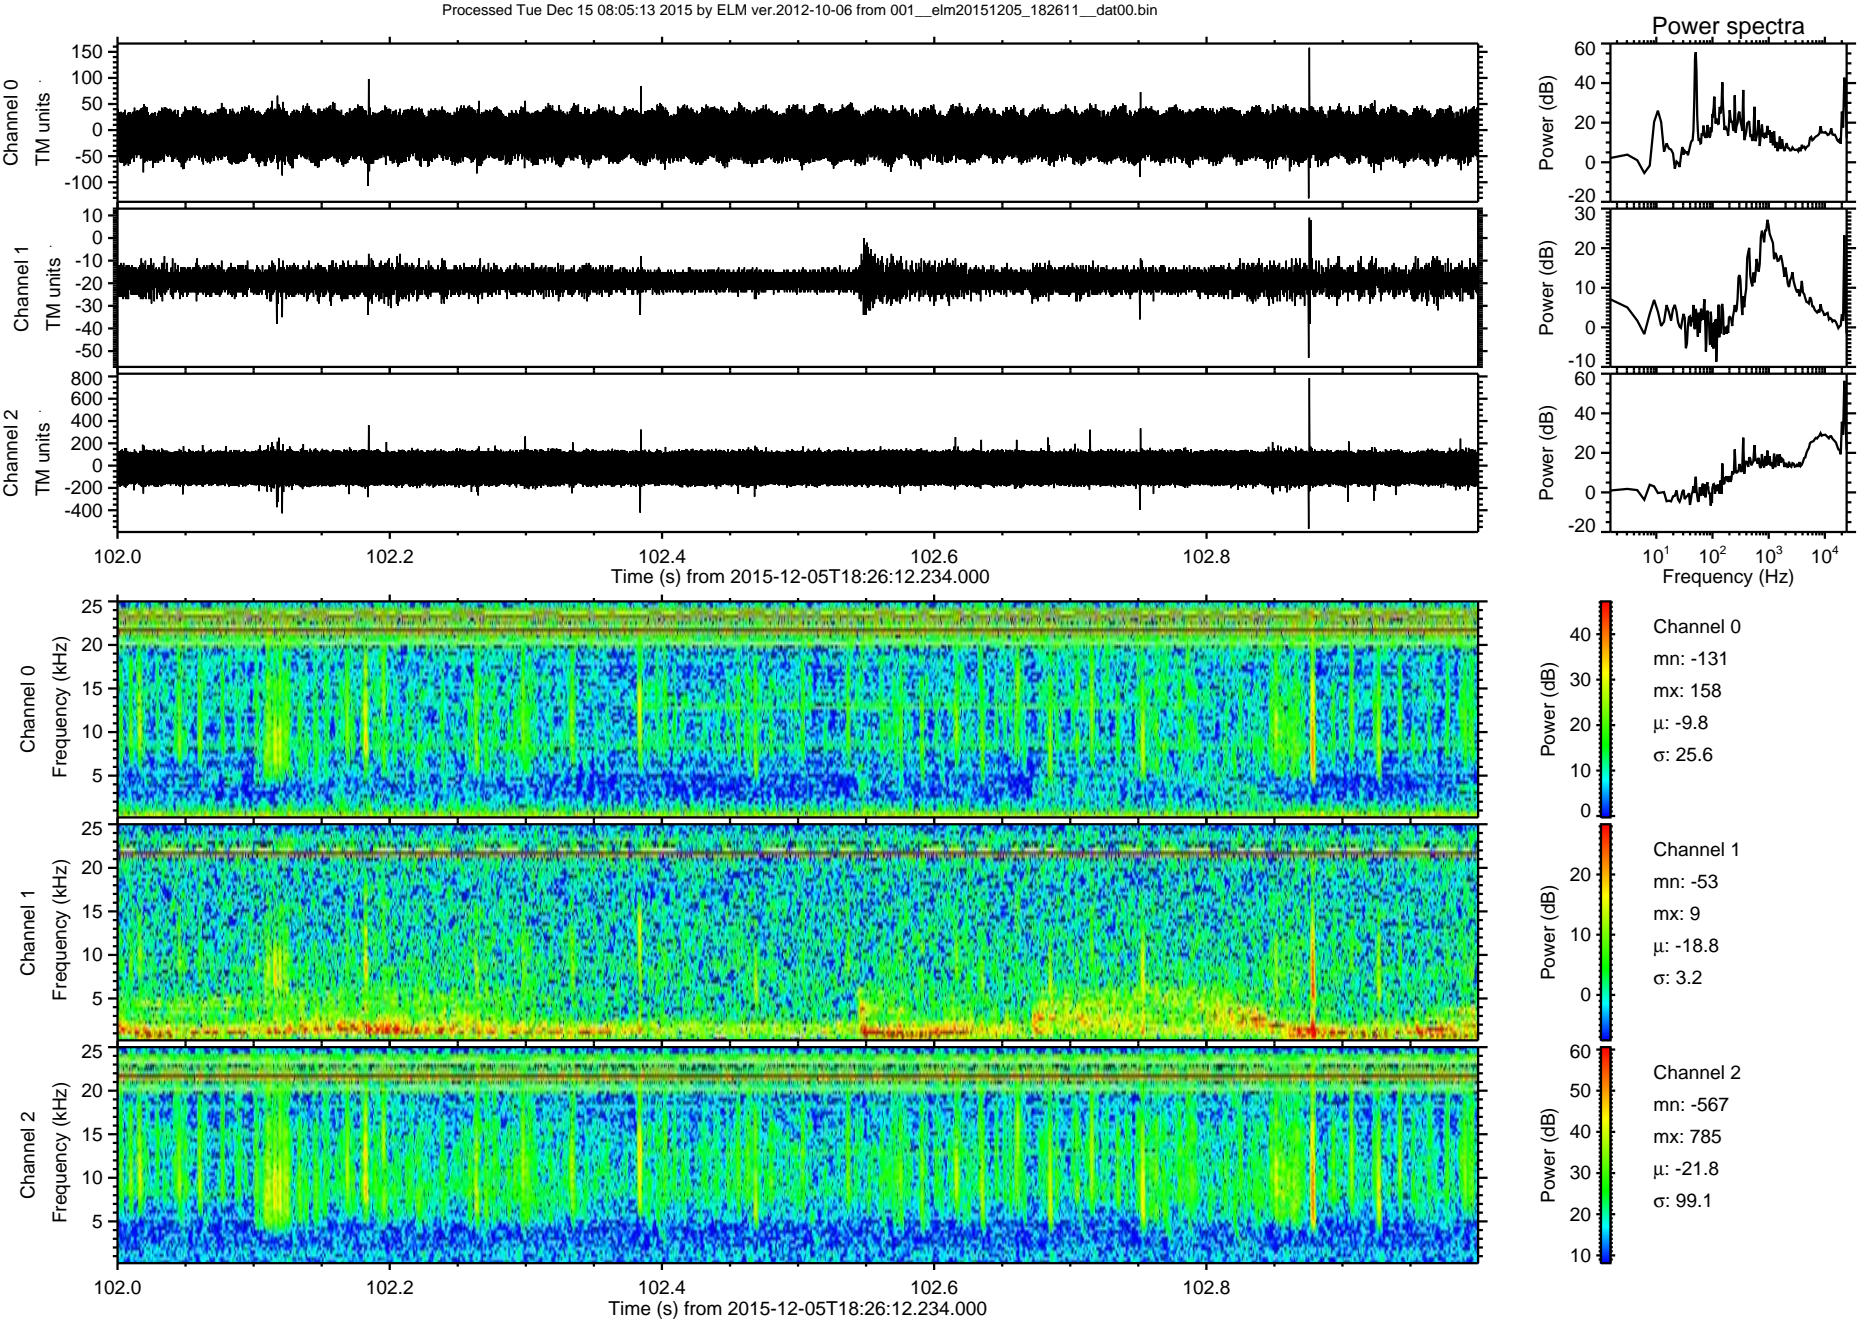 Processed Tue Dec 15 08:05:13 2015 by ELM ver.2012-10-06 from 001__elm20151205_182611__dat00.bin
Power spectra
Channel 0
TM units
150
100
50
0
-50
-100
Power (dB)
60
40
20
0
-20
Channel 1
TM units
10
0
-10
-20
-30
-40
-50
Power (dB)
30
20
10
0
-10
Channel 2
TM units
800
600
400
200
0
-200
-400
Power (dB)
60
40
20
0
-20
102.0 102.2 102.4 102.6 102.8
Time (s) from 2015-12-05T18:26:12.234.000
10¹ 10² 10³ 10⁴
Frequency (Hz)
Channel 0
Frequency (kHz)
25
20
15
10
5
Power (dB)
40
30
20
10
0
Channel 0
mn: -131
mx: 158
μ: -9.8
σ: 25.6
Channel 1
Frequency (kHz)
25
20
15
10
5
Power (dB)
20
10
0
Channel 1
mn: -53
mx: 9
μ: -18.8
σ: 3.2
Channel 2
Frequency (kHz)
25
20
15
10
5
Power (dB)
60
50
40
30
20
10
Channel 2
mn: -567
mx: 785
μ: -21.8
σ: 99.1
102.0 102.2 102.4 102.6 102.8
Time (s) from 2015-12-05T18:26:12.234.000